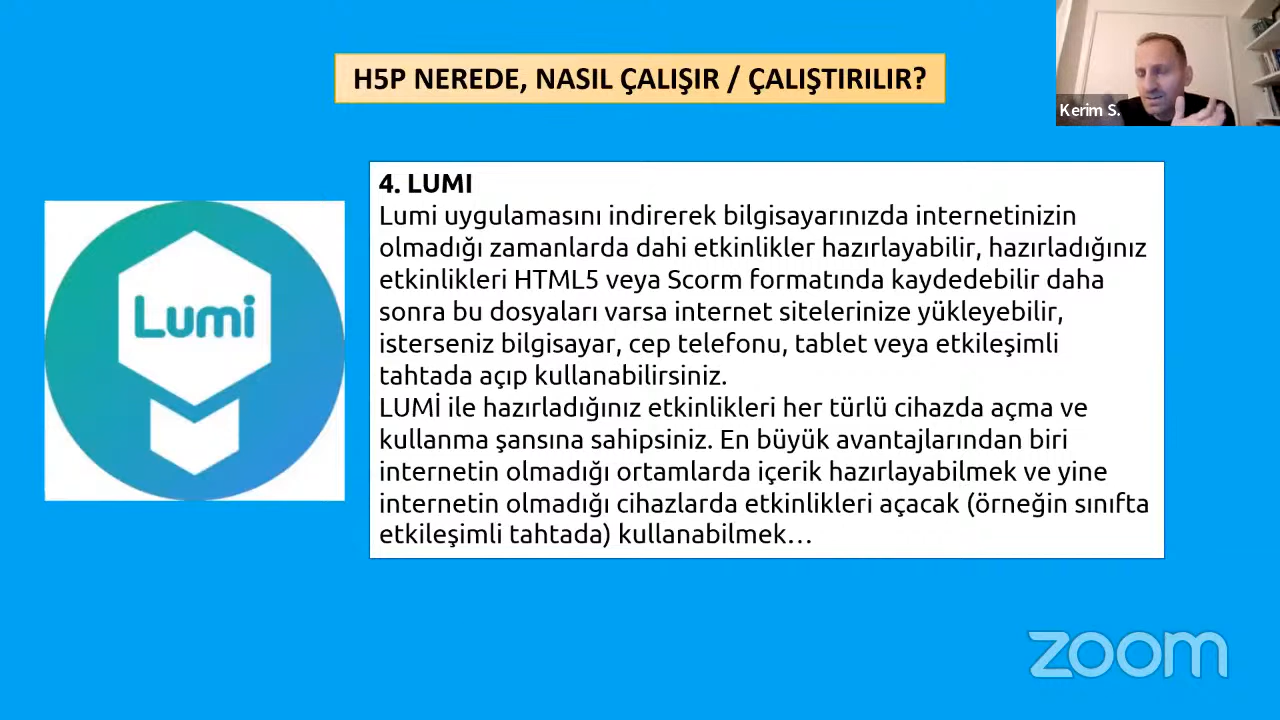 H5P NEREDE, NASIL ÇALIŞIR / ÇALIŞTIRILIR?
Kerim S.
4. LUMI
Lumi uygulamasını indirerek bilgisayarınızda internetinizin
olmadığı zamanlarda dahi etkinlikler hazırlayabilir, hazırladığınız
etkinlikleri HTML5 veya Scorm formatında kaydedebilir daha
sonra bu dosyaları varsa internet sitelerinize yükleyebilir,
isterseniz bilgisayar, cep telefonu, tablet veya etkileşimli
tahtada açıp kullanabilirsiniz.
LUMİ ile hazırladığınız etkinlikleri her türlü cihazda açma ve
kullanma şansına sahipsiniz. En büyük avantajlarından biri
internetin olmadığı ortamlarda içerik hazırlayabilmek ve yine
internetin olmadığı cihazlarda etkinlikleri açacak (örneğin sınıfta
etkileşimli tahtada) kullanabilmek…
Lumi
zoom